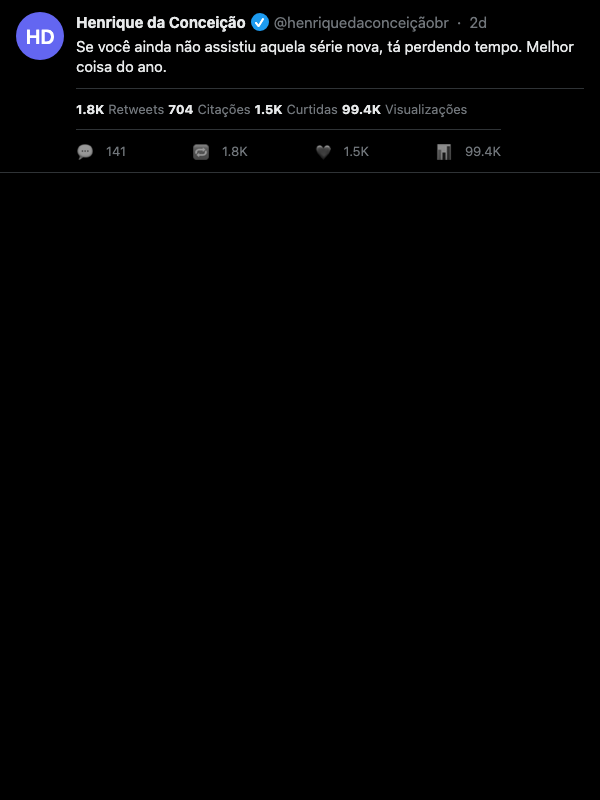 HD
Henrique da Conceição @henriquedaconceiçãobr · 2d
Se você ainda não assistiu aquela série nova, tá perdendo tempo. Melhor
coisa do ano.
1.8K Retweets 704 Citações 1.5K Curtidas 99.4K Visualizações
141 1.8K 1.5K 99.4K